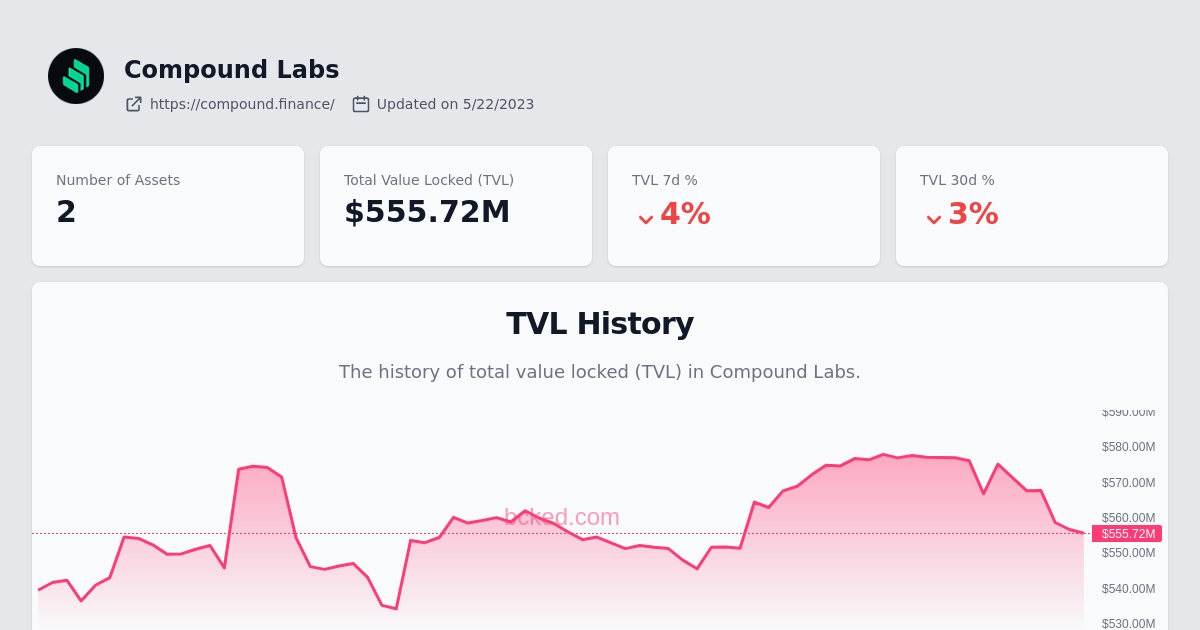 Compound Labs
https://compound.finance/ Updated on 5/22/2023
Number of Assets
2
Total Value Locked (TVL)
$555.72M
TVL 7d %
4%
TVL 30d %
3%
TVL History
The history of total value locked (TVL) in Compound Labs.
$590.00M
$580.00M
$570.00M
$560.00M
bcked.com
$555.72M
$550.00M
$540.00M
$530.00M